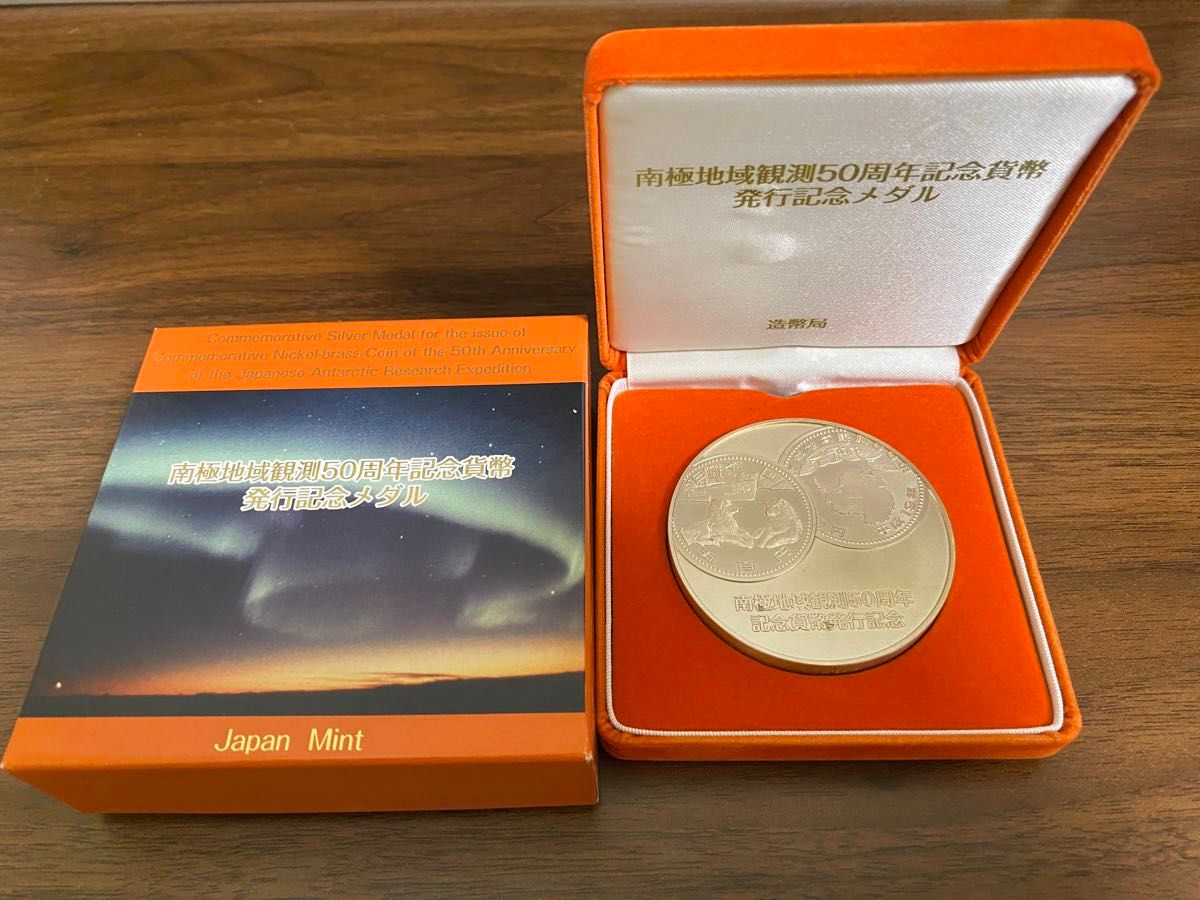 Commemorative Silver Medal for the issue of
Commemorative Nickel-brass Coin of the 50th Anniversary
of the Japanese Antarctic Research Expedition
南極地域観測50周年記念貨幣
発行記念メダル
Japan Mint
南極地域観測50周年記念貨幣
発行記念メダル
造幣局
五百円
南極地域観測50周年
記念貨幣発行記念